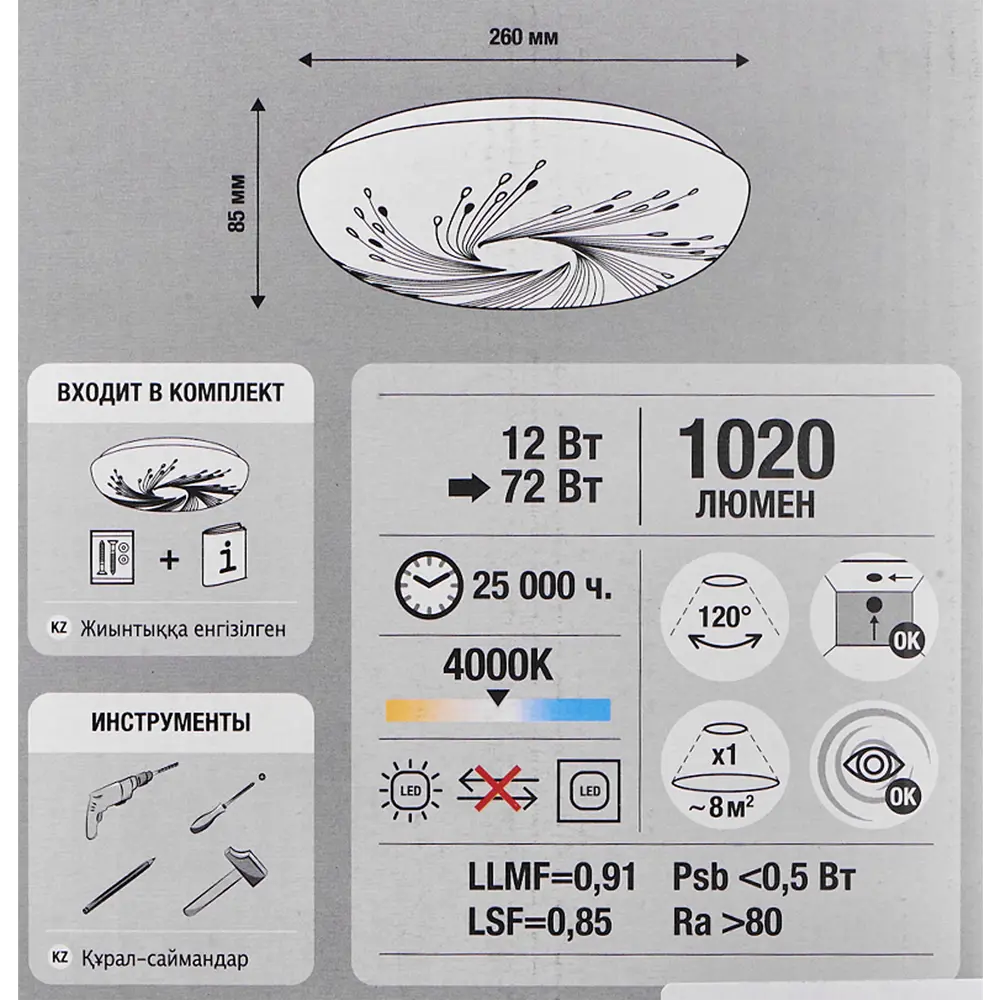 260 мм
85 мм
ВХОДИТ В КОМПЛЕКТ
+
i
KZ Жиынтыққа енгізілген
ИНСТРУМЕНТЫ
KZ Құрал-саймандар
12 Вт
72 Вт
1020
ЛЮМЕН
25 000 ч.
4000K
LED
LED
120°
OK
x1
~8м²
OK
LLMF=0,91 Psb <0,5 Вт
LSF=0,85 Ra >80